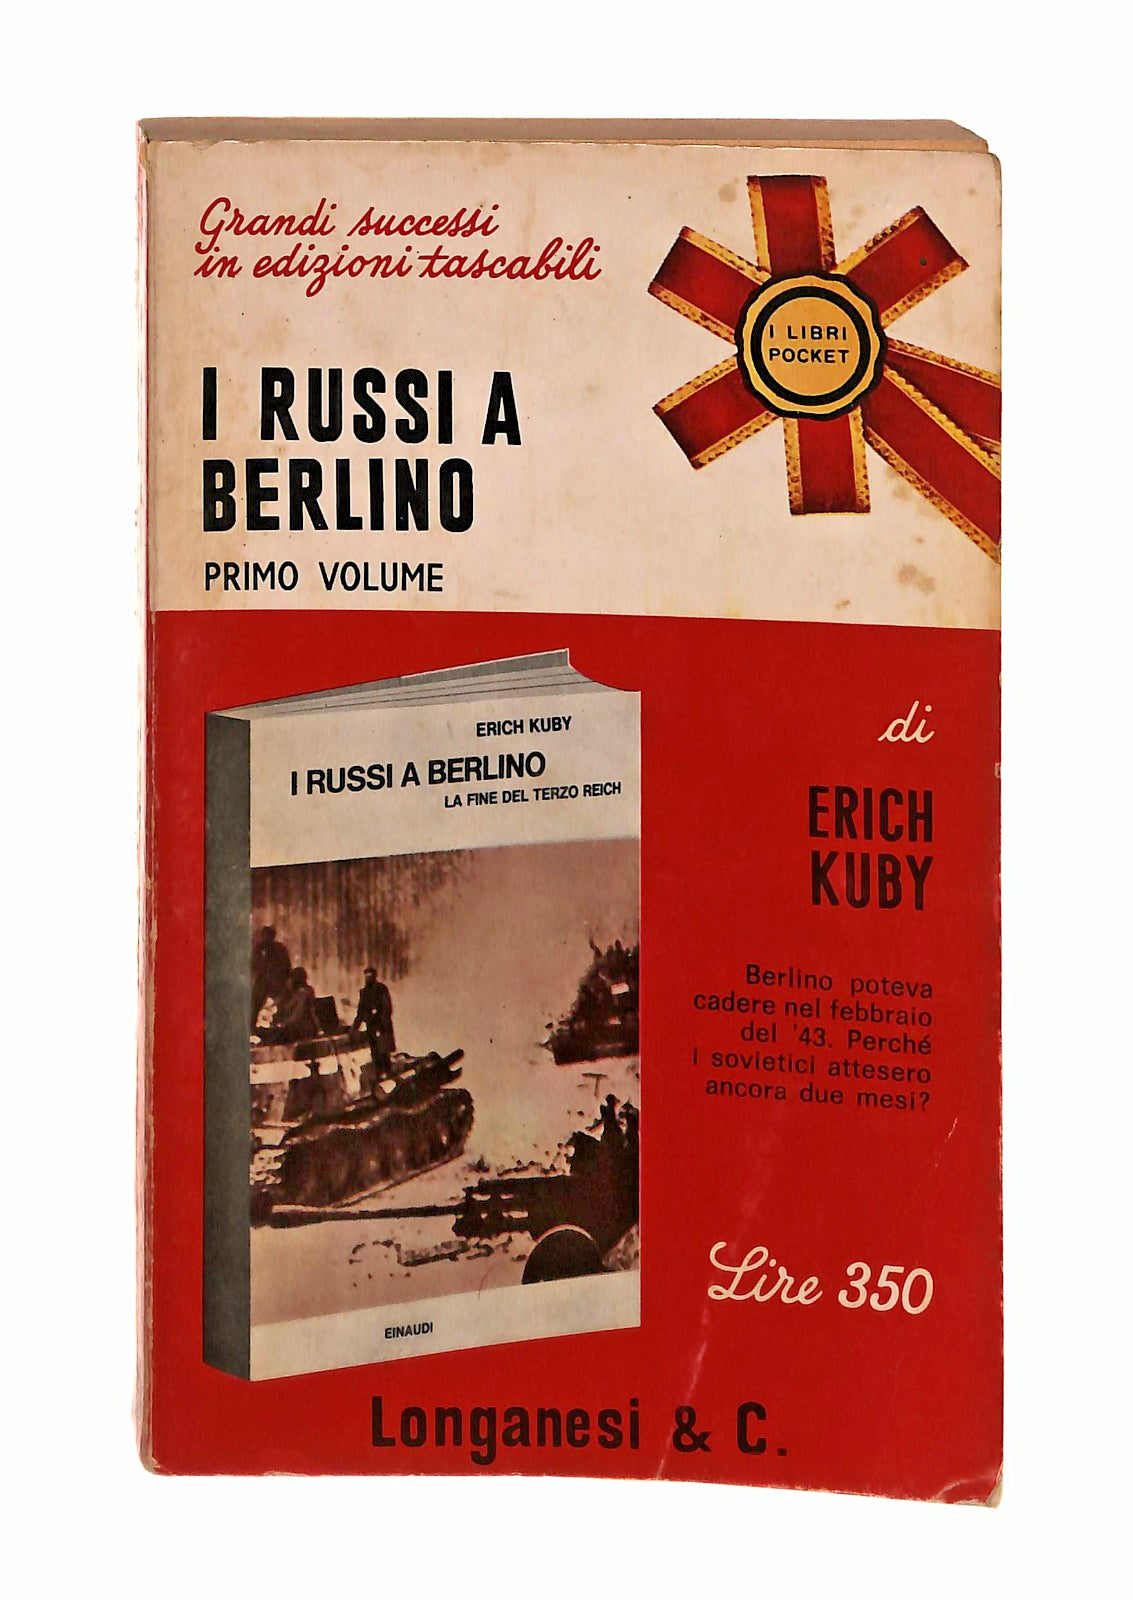 Grandi successi
in edizioni tascabili
I LIBRI
POCKET
I RUSSI A
BERLINO
PRIMO VOLUME
ERICH KUBY
I RUSSI A BERLINO
LA FINE DEL TERZO REICH
EINAUDI
di
ERICH
KUBY
Berlino poteva
cadere nel febbraio
del '43. Perché
i sovietici attesero
ancora due mesi?
Lire 350
Longanesi & C.